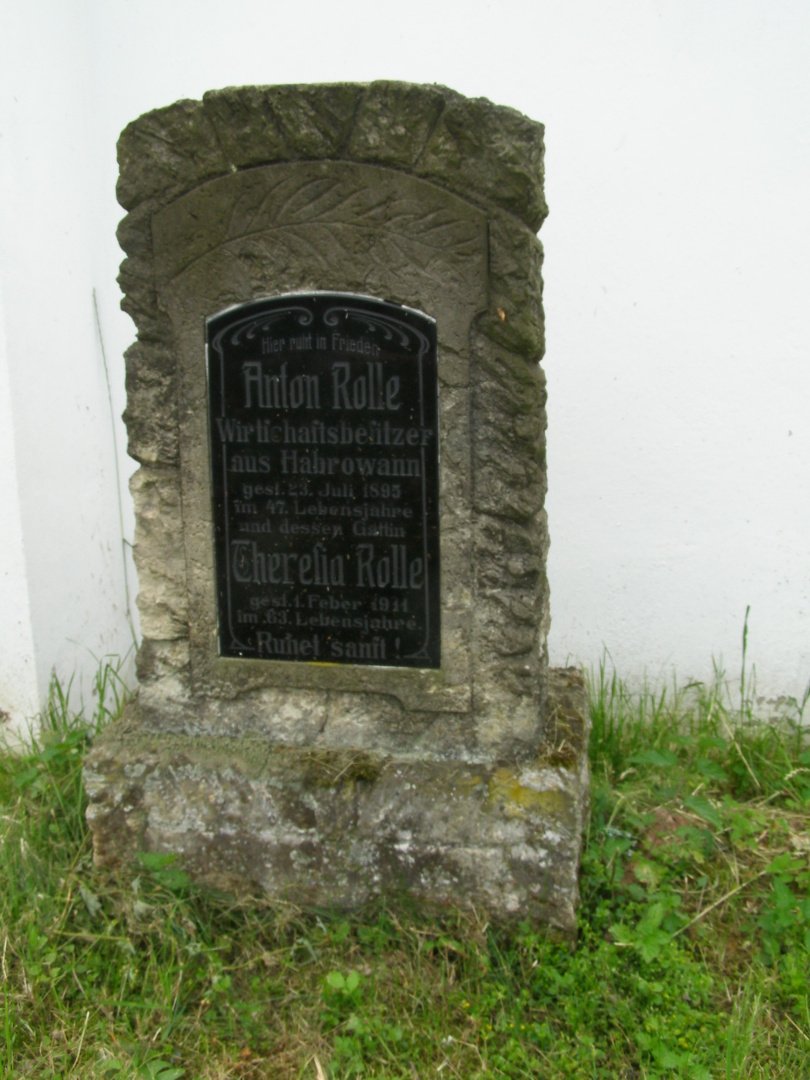 Hier ruht in Frieden
Anton Rolle
Wirtschaftsbesitzer
aus Habrowann
gest. 23. Juli 1895
im 47. Lebensjahre
und dessen Gattin
Theresia Rolle
gest. 1. Feber 1911
im 63. Lebensjahre.
Ruhet sanft!